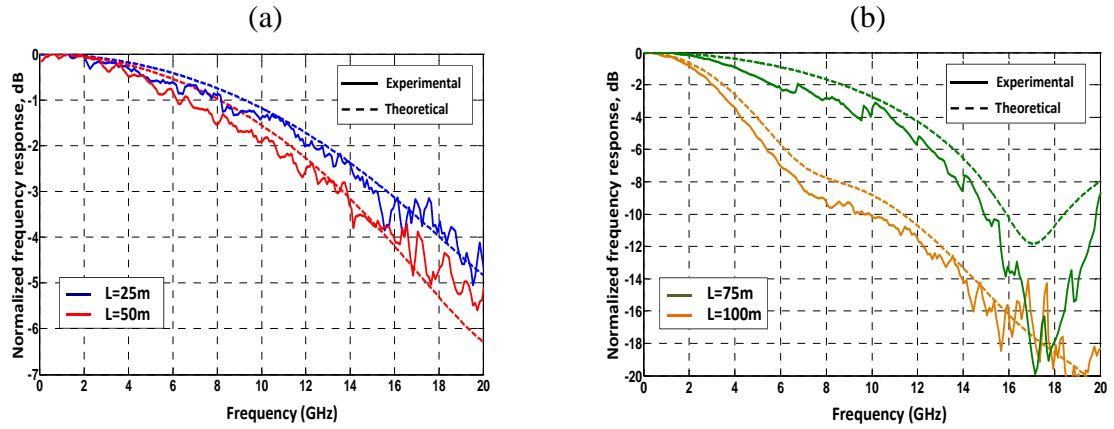 (a)
Normalized frequency response, dB
0
-1
-2
-3
-4
-5
-6
-7
Experimental
Theoretical
L=25m
L=50m
0 2 4 6 8 10 12 14 16 18 20
Frequency (GHz)
(b)
Normalized frequency response, dB
0
-2
-4
-6
-8
-10
-12
-14
-16
-18
-20
Experimental
Theoretical
L=75m
L=100m
0 2 4 6 8 10 12 14 16 18 20
Frequency (GHz)